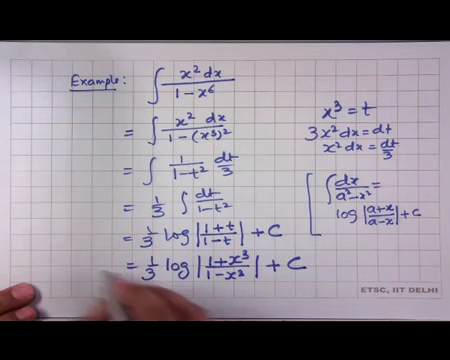 Example: ∫ x² dx / 1 - x⁶
= ∫ x² dx / 1 - (x³)²
= ∫ 1 / 1 - t² dt / 3
= 1/3 ∫ dt / 1 - t²
= 1/3 log | 1 + t / 1 - t | + C
= 1/3 log | 1 + x³ / 1 - x³ | + C
x³ = t
3x² dx = dt
x² dx = dt / 3
∫ dx / a² - x² =
log | a + x / a - x | + C
ETSC, IIT DELHI